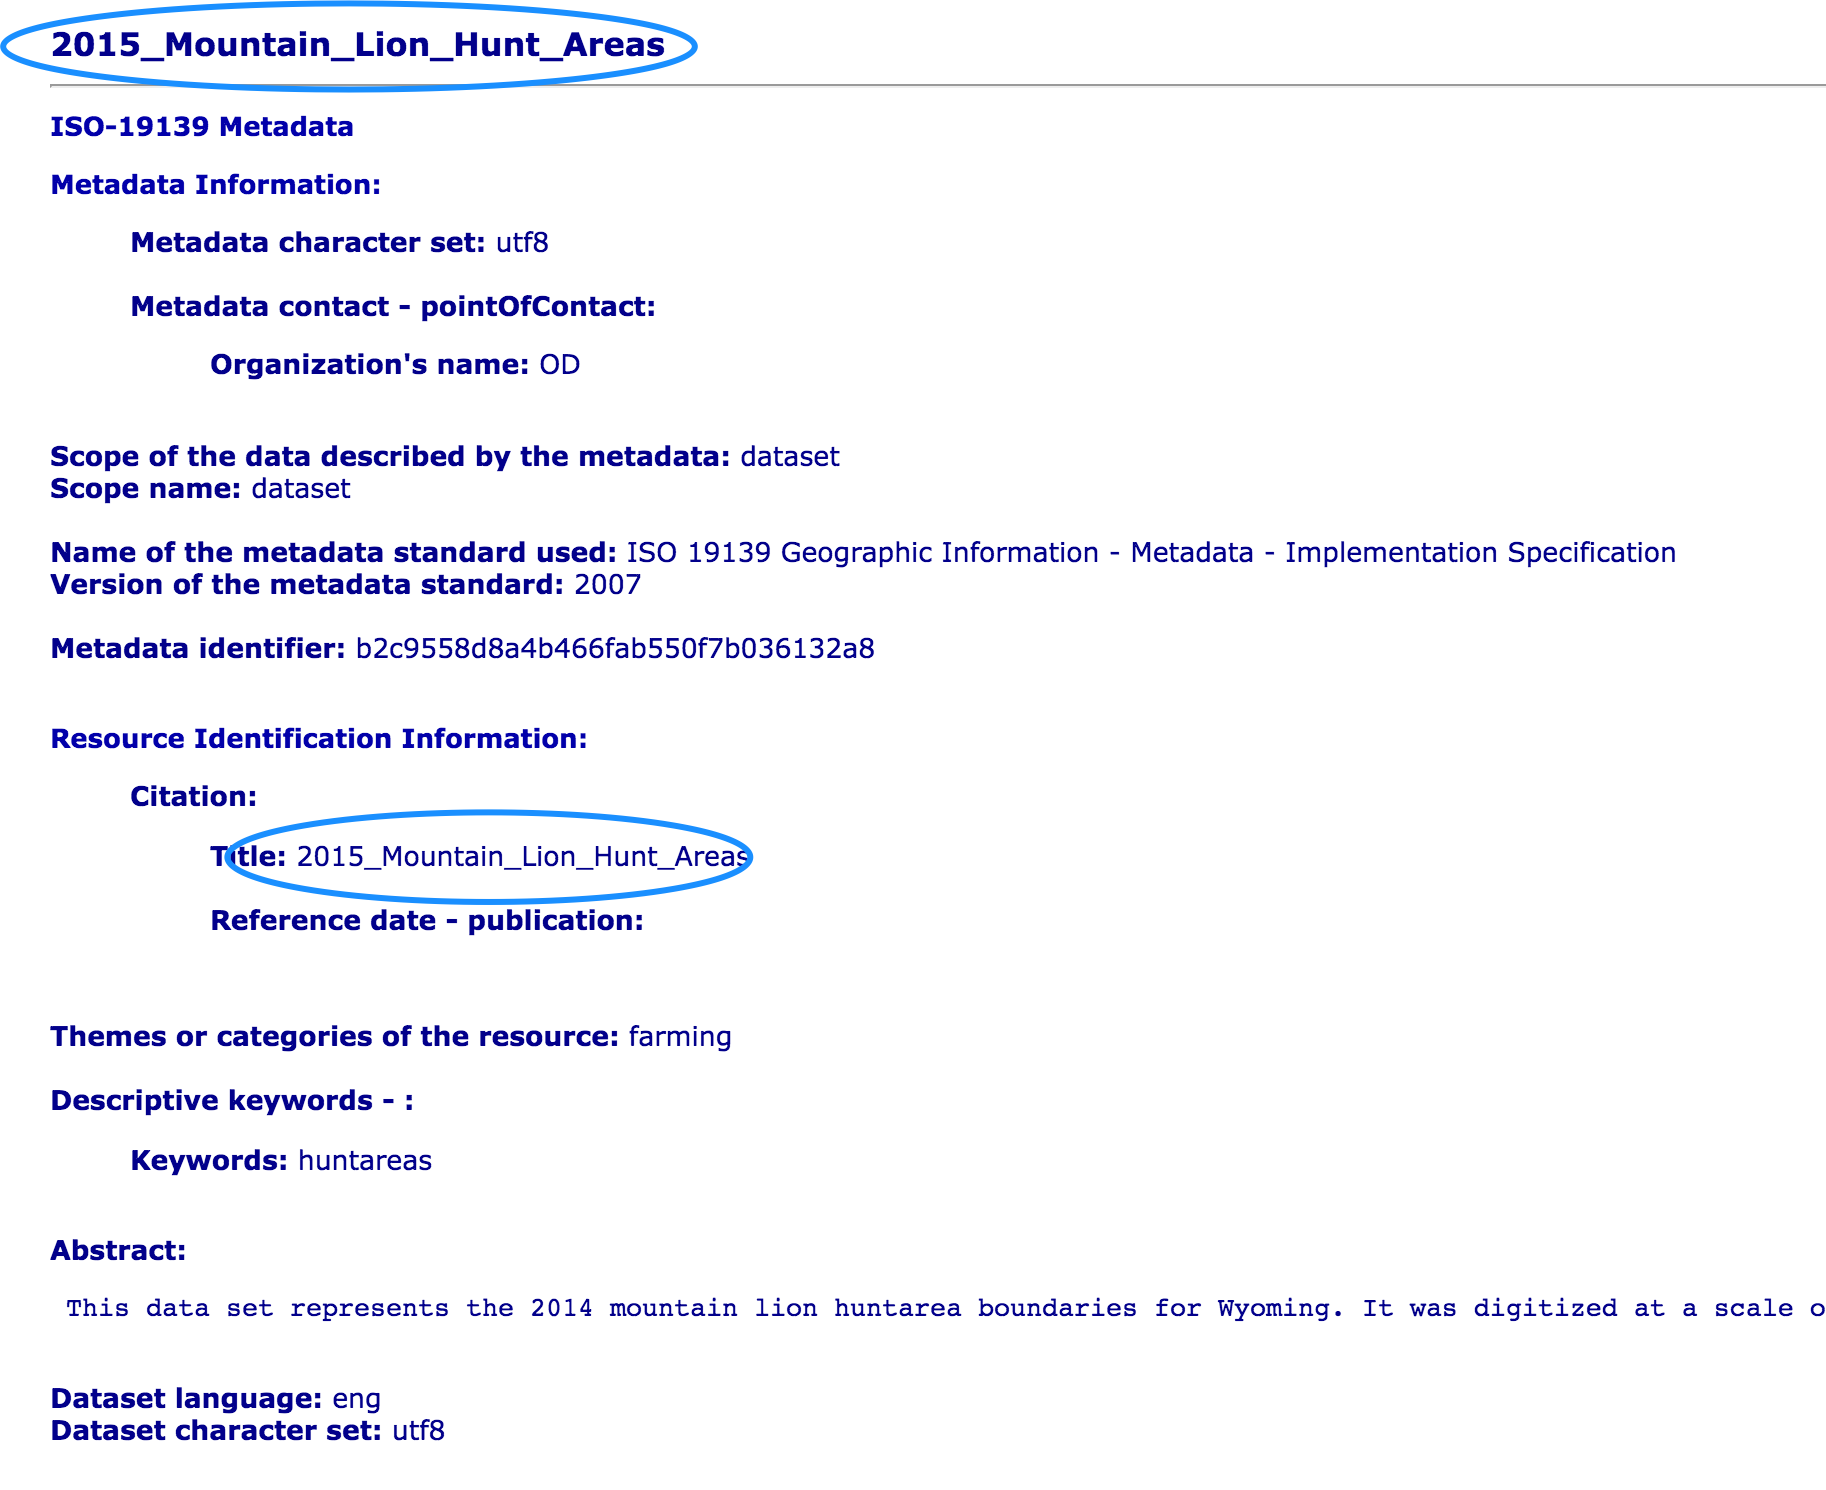 2015_Mountain_Lion_Hunt_Areas
ISO-19139 Metadata
Metadata Information:
Metadata character set: utf8
Metadata contact - pointOfContact:
Organization's name: OD
Scope of the data described by the metadata: dataset
Scope name: dataset
Name of the metadata standard used: ISO 19139 Geographic Information - Metadata - Implementation Specification
Version of the metadata standard: 2007
Metadata identifier: b2c9558d8a4b466fab550f7b036132a8
Resource Identification Information:
Citation:
Title: 2015_Mountain_Lion_Hunt_Areas
Reference date - publication:
Themes or categories of the resource: farming
Descriptive keywords - :
Keywords: huntareas
Abstract:
This data set represents the 2014 mountain lion huntarea boundaries for Wyoming. It was digitized at a scale o
Dataset language: eng
Dataset character set: utf8